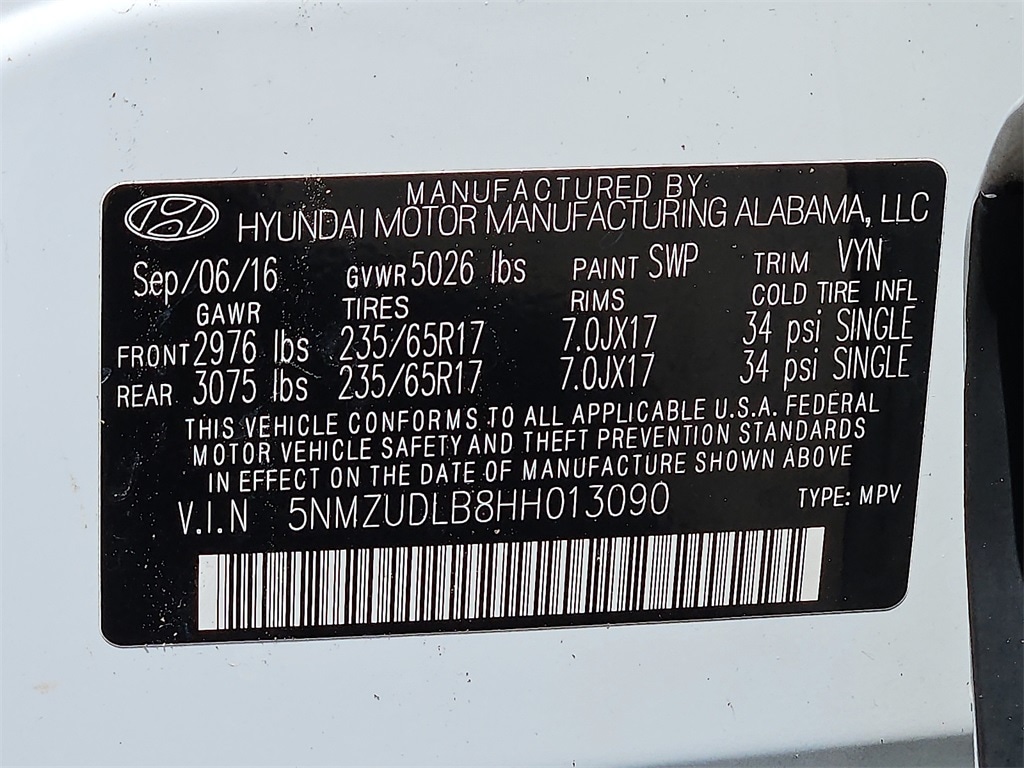 MANUFACTURED BY
HYUNDAI MOTOR MANUFACTURING ALABAMA, LLC
Sep/06/16 GVWR 5026 lbs PAINT SWP TRIM VYN
GAWR TIRES RIMS COLD TIRE INFL
FRONT 2976 lbs 235/65R17 7.0JX17 34 psi SINGLE
REAR 3075 lbs 235/65R17 7.0JX17 34 psi SINGLE
THIS VEHICLE CONFORMS TO ALL APPLICABLE U.S.A. FEDERAL
MOTOR VEHICLE SAFETY AND THEFT PREVENTION STANDARDS
IN EFFECT ON THE DATE OF MANUFACTURE SHOWN ABOVE
V.I.N 5NMZUDLB8HH013090 TYPE: MPV